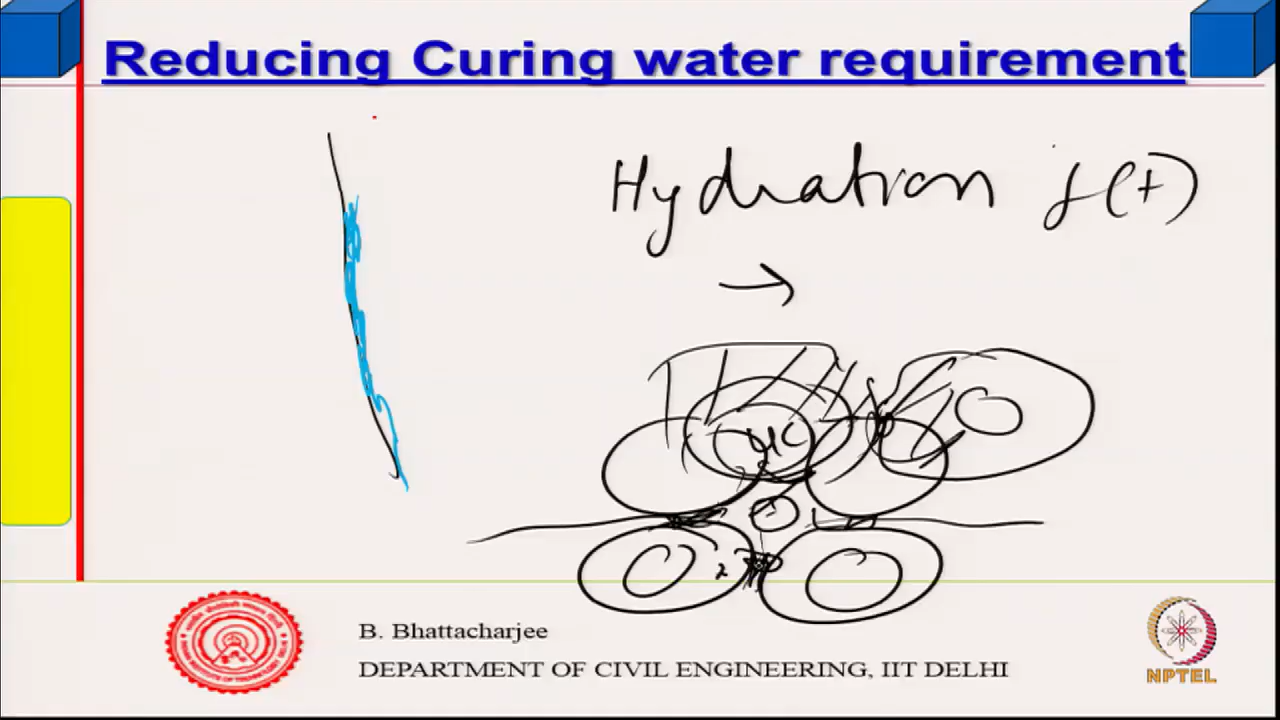 Reducing Curing water requirement
Hydration f(t)
B. Bhattacharjee
DEPARTMENT OF CIVIL ENGINEERING, IIT DELHI
NPTEL